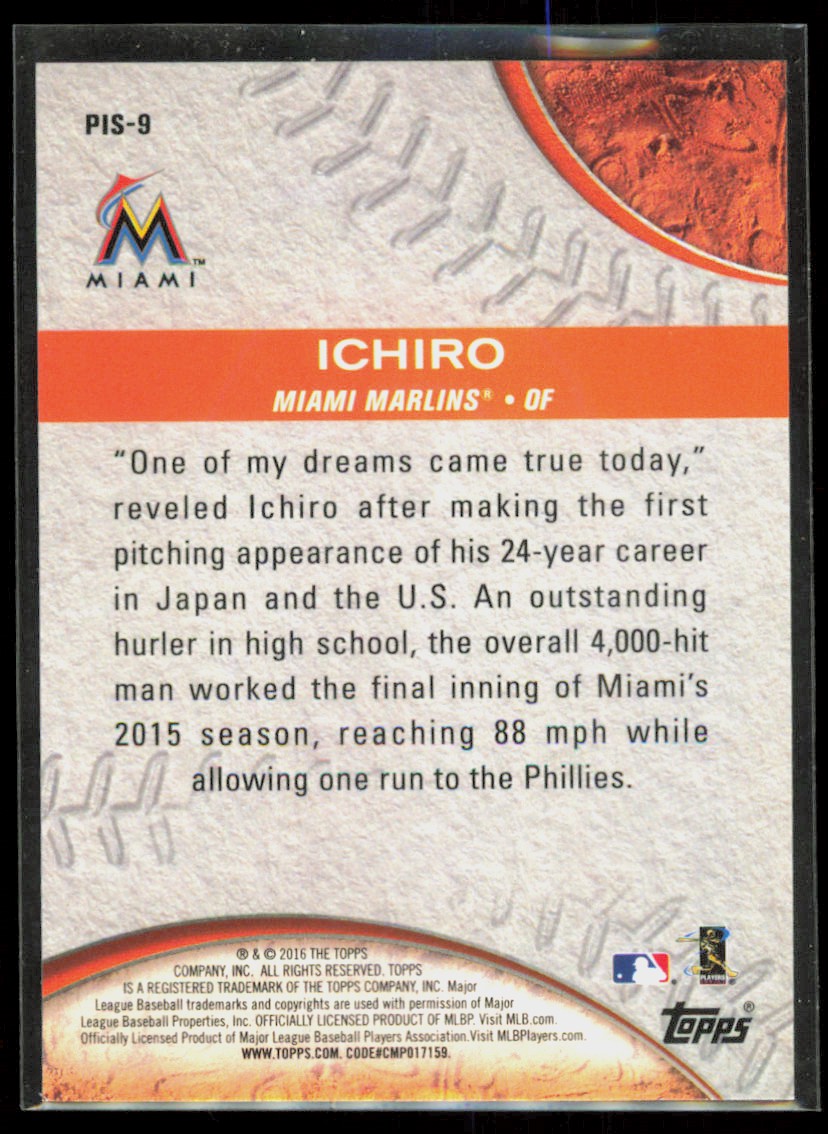 PIS-9
MIAMI™
ICHIRO
MIAMI MARLINS® • OF
“One of my dreams came true today,”
reveled Ichiro after making the first
pitching appearance of his 24-year career
in Japan and the U.S. An outstanding
hurler in high school, the overall 4,000-hit
man worked the final inning of Miami’s
2015 season, reaching 88 mph while
allowing one run to the Phillies.
® & © 2016 THE TOPPS
COMPANY, INC. ALL RIGHTS RESERVED. TOPPS
IS A REGISTERED TRADEMARK OF THE TOPPS COMPANY, INC. Major
League Baseball trademarks and copyrights are used with permission of Major
League Baseball Properties, Inc. OFFICIALLY LICENSED PRODUCT OF MLBP. Visit MLB.com.
Officially Licensed Product of Major League Baseball Players Association. Visit MLBPlayers.com.
WWW.TOPPS.COM. CODE#CMP017159.
PLAYERS
topps®